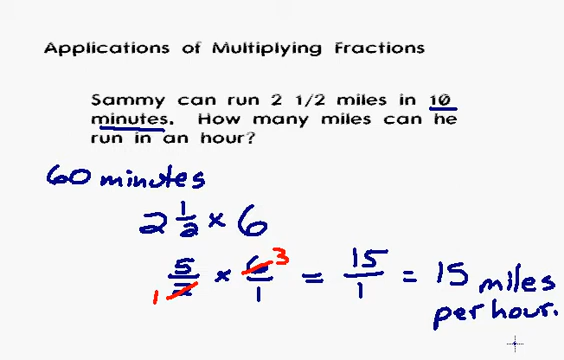 Applications of Multiplying Fractions
Sammy can run 2 1/2 miles in 10
minutes. How many miles can he
run in an hour?
60 minutes
2 1/2 × 6
5/2 × 6/1 = 15/1 = 15 miles
1 3
per hour.